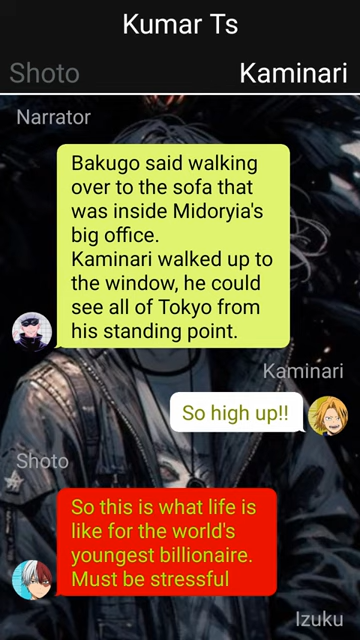 Kumar Ts
Shoto
Kaminari
Narrator
Bakugo said walking
over to the sofa that
was inside Midoryia's
big office.
Kaminari walked up to
the window, he could
see all of Tokyo from
his standing point.
Kaminari
So high up!!
Shoto
So this is what life is
like for the world's
youngest billionaire.
Must be stressful
Izuku